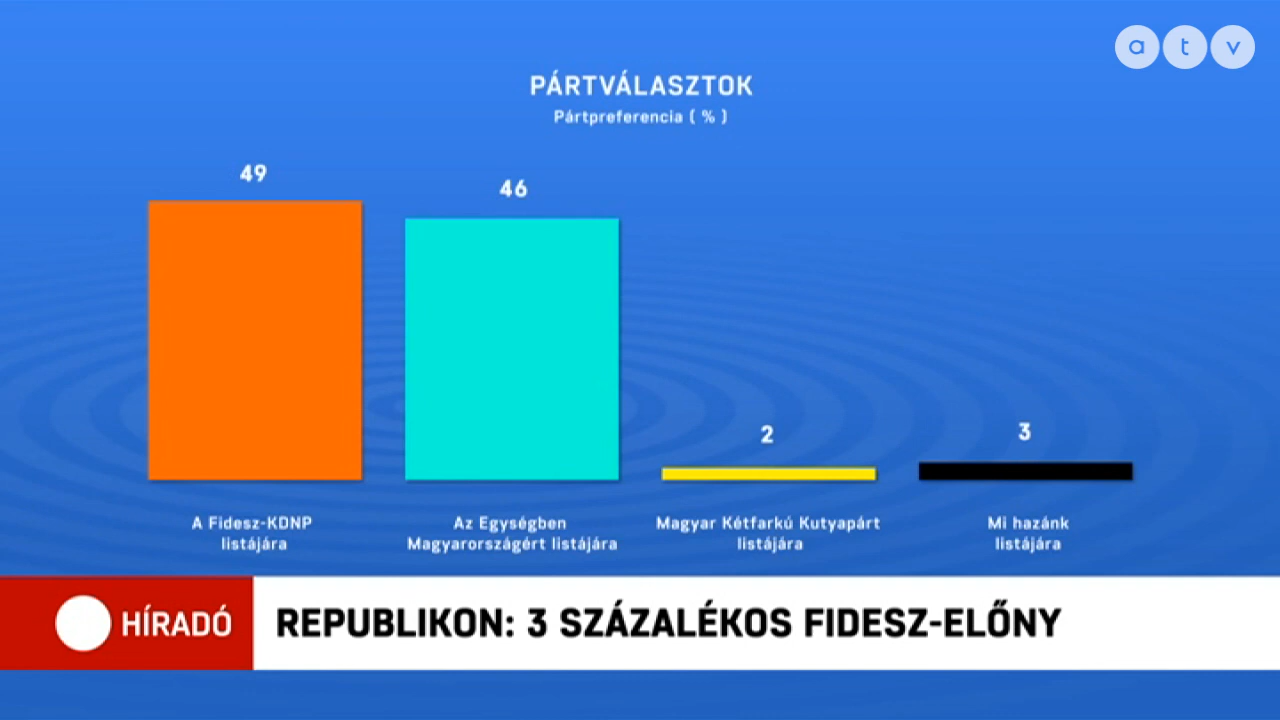 a t v
PÁRTVÁLASZTOK
Pártpreferencia ( % )
49
46
2
3
A Fidesz-KDNP
listájára
Az Egységben
Magyarországért listájára
Magyar Kétfarkú Kutyapárt
listájára
Mi hazánk
listájára
HÍRADÓ
REPUBLIKON: 3 SZÁZALÉKOS FIDESZ-ELŐNY